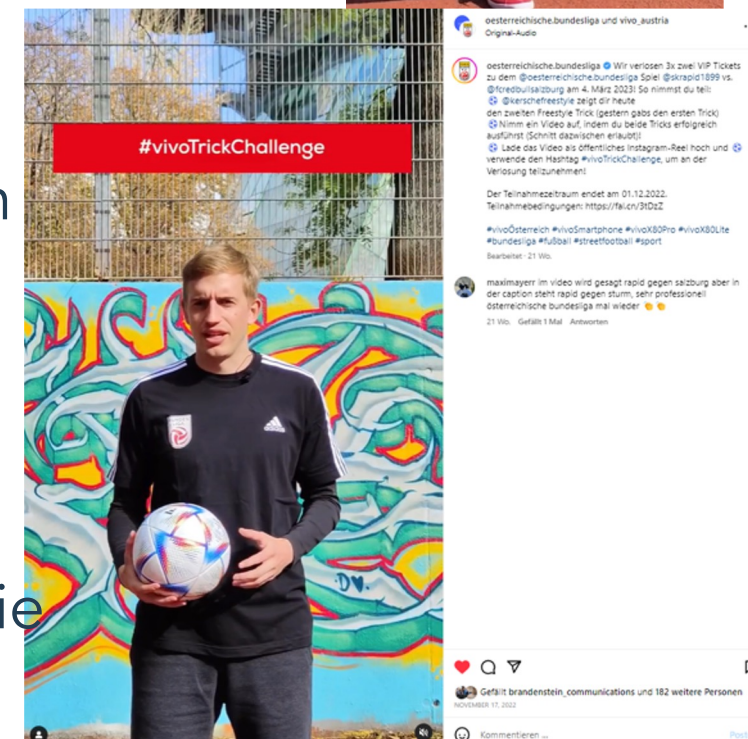 n
ie
#vivoTrickChallenge
adidas
D.V.
oesterreichische.bundesliga und vivo_austria
Original-Audio
oesterreichische.bundesliga Wir verlosen 3x zwei VIP Tickets
zu dem @oesterreichische.bundesliga Spiel @skrapid1899 vs.
@fcredbullsalzburg am 4. März 2023! So nimmst du teil:
⚽ @kerschefreestyle zeigt dir heute
den zweiten Freestyle Trick (gestern gabs den ersten Trick)
⚽Nimm ein Video auf, indem du beide Tricks erfolgreich
ausführst (Schnitt dazwischen erlaubt)!
⚽ Lade das Video als öffentliches Instagram-Reel hoch und ⚽
verwende den Hashtag #vivoTrickChallenge, um an der
Verlosung teilzunehmen!
Der Teilnahmezeitraum endet am 01.12.2022.
Teilnahmebedingungen: https://fal.cn/3tDzZ
#vivoÖsterreich #vivoSmartphone #vivoX80Pro #vivoX80Lite
#bundesliga #fußball #streetfootball #sport
Bearbeitet · 21 Wo.
maximayerr im video wird gesagt rapid gegen salzburg aber in
der caption steht rapid gegen sturm, sehr professionell
österreichische bundesliga mal wieder 👏 👏
21 Wo. Gefällt 1 Mal Antworten
Gefällt brandenstein_communications und 182 weitere Personen
NOVEMBER 17, 2022
Kommentieren ...
Post